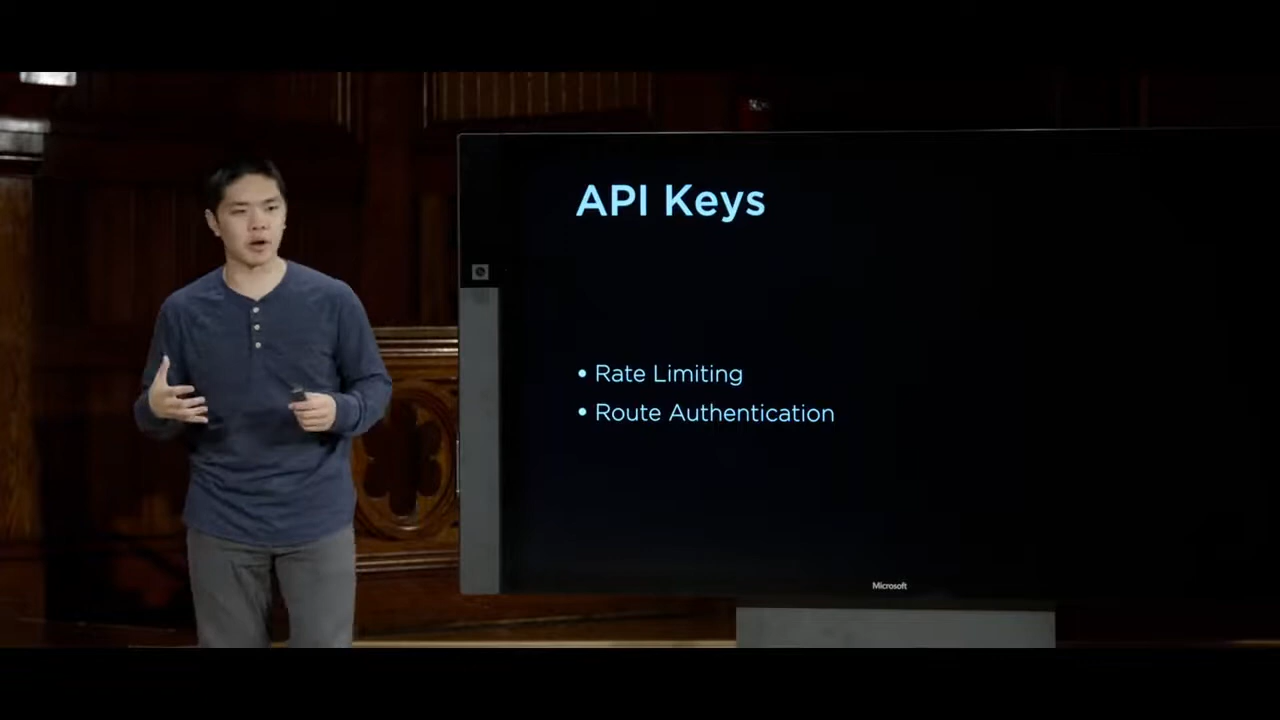 API Keys
• Rate Limiting
• Route Authentication
Microsoft